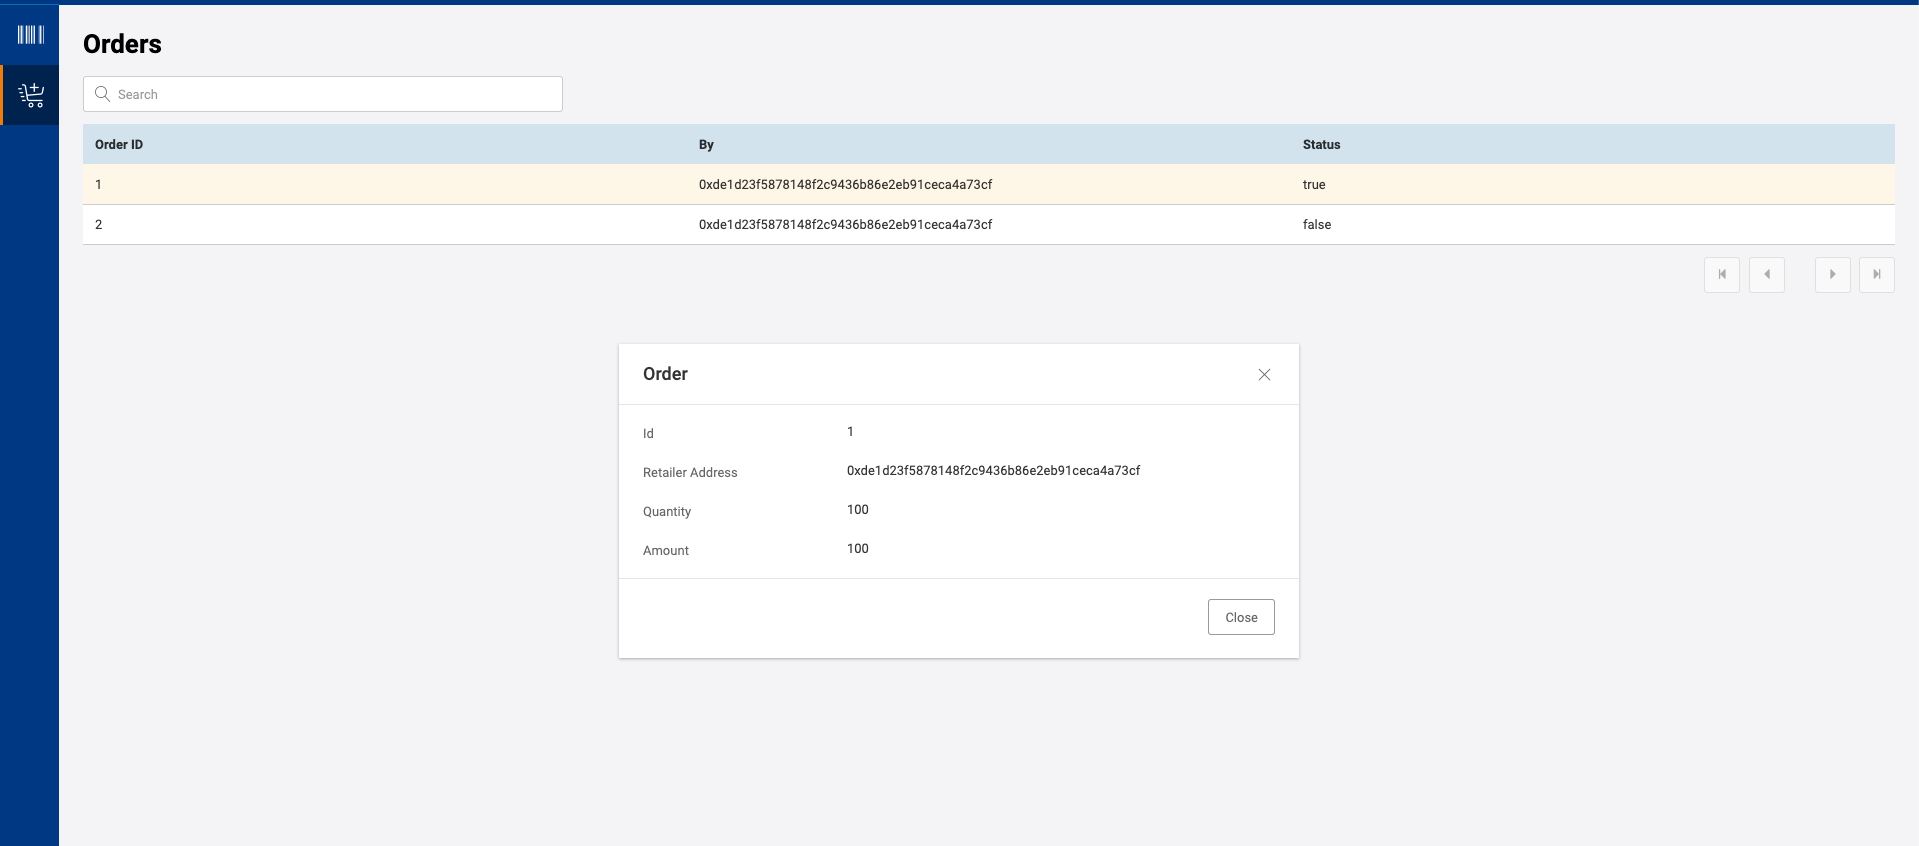 Orders
Search
Order ID By Status
1 0xde1d23f5878148f2c9436b86e2eb91ceca4a73cf true
2 0xde1d23f5878148f2c9436b86e2eb91ceca4a73cf false
Order
Id 1
Retailer Address 0xde1d23f5878148f2c9436b86e2eb91ceca4a73cf
Quantity 100
Amount 100
Close